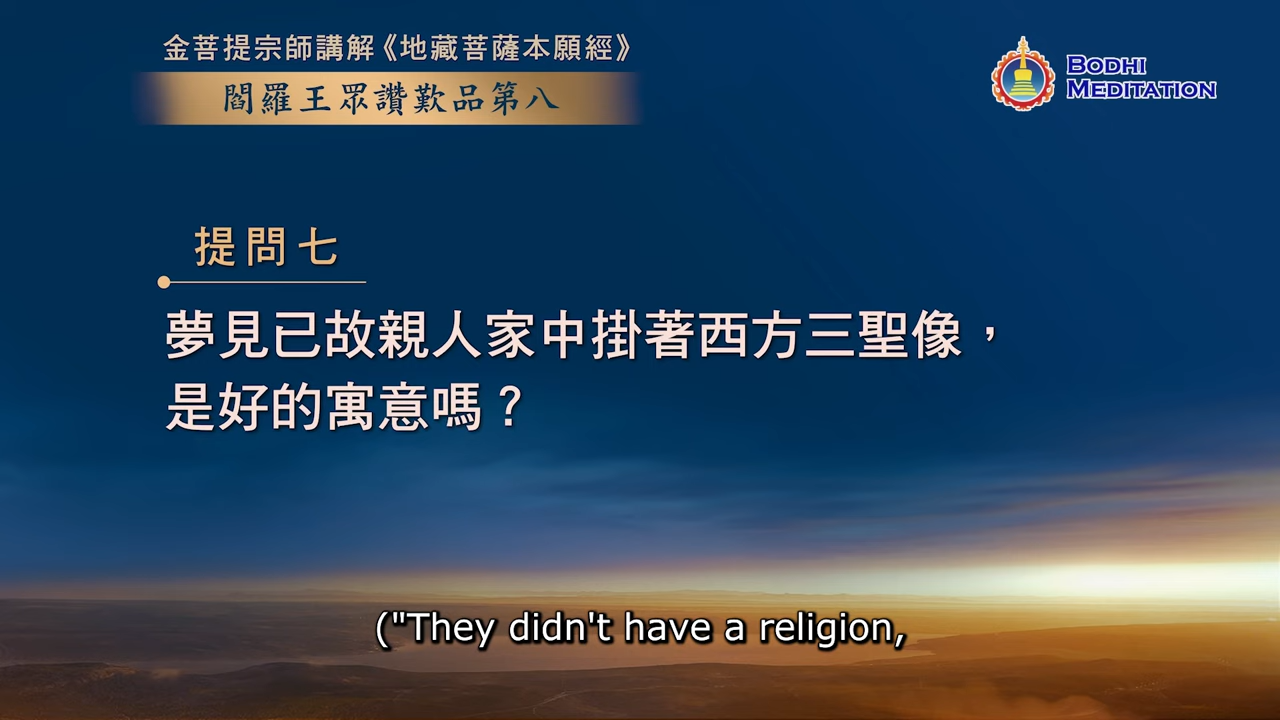 金菩提宗師講解《地藏菩薩本願經》
閻羅王眾讚歎品第八
BODHI
MEDITATION
提問七
夢見已故親人家中掛著西方三聖像，
是好的寓意嗎？
("They didn't have a religion,